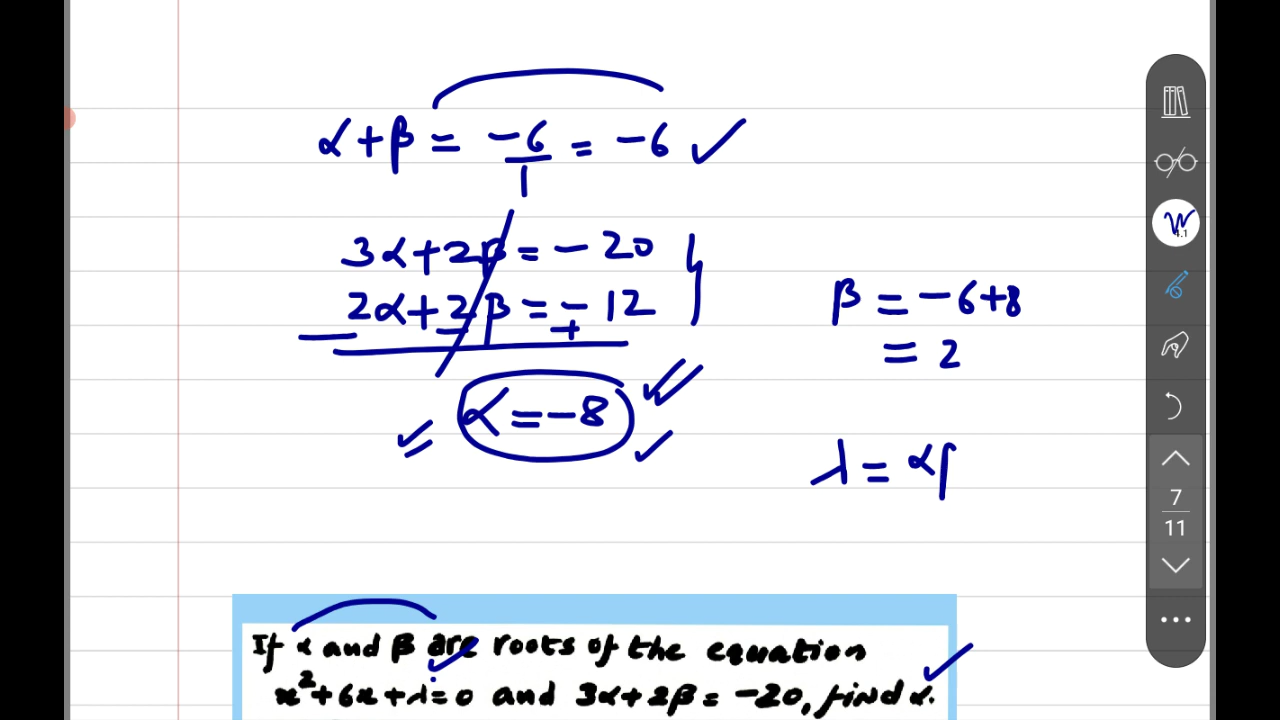 α+β = -6/1 = -6 ✓
3α+2β = -20
2α+2β = -12
+
α = -8
β = -6+8
= 2
λ = αβ
If α and β are roots of the equation
x²+6x+λ=0 and 3α+2β = -20, find α.
7
11